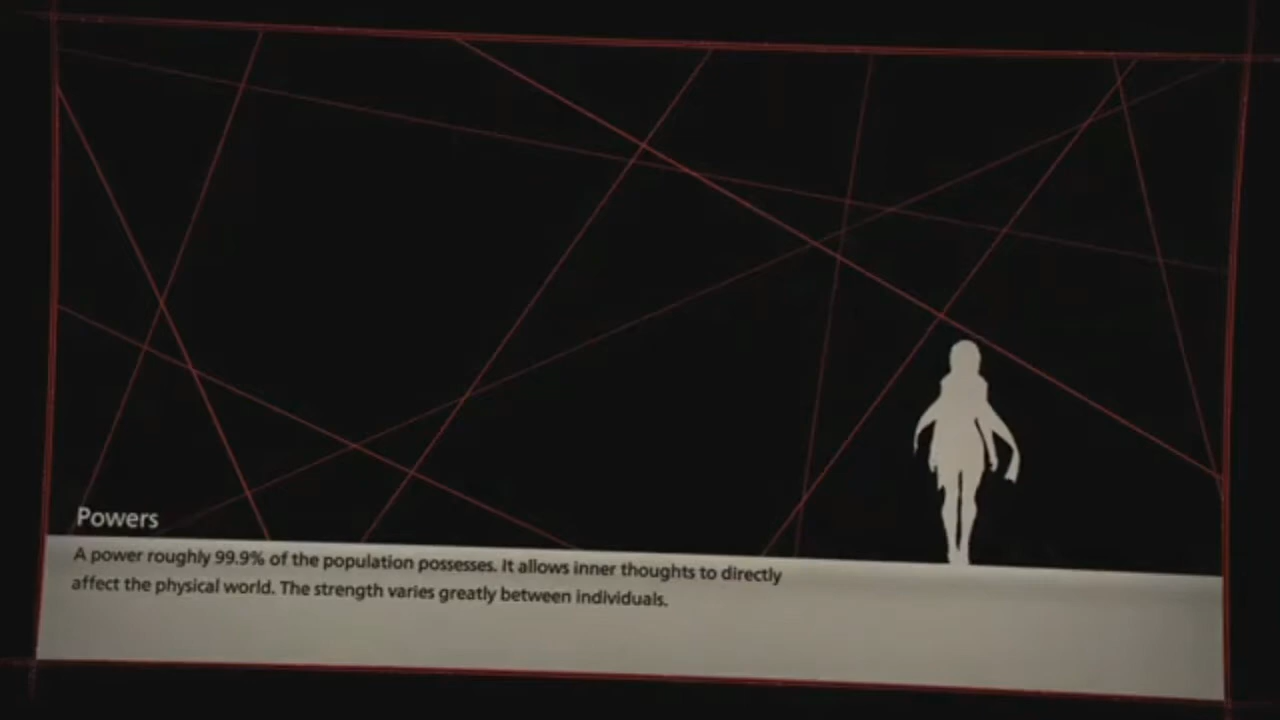 Powers
A power roughly 99.9% of the population possesses. It allows inner thoughts to directly
affect the physical world. The strength varies greatly between individuals.